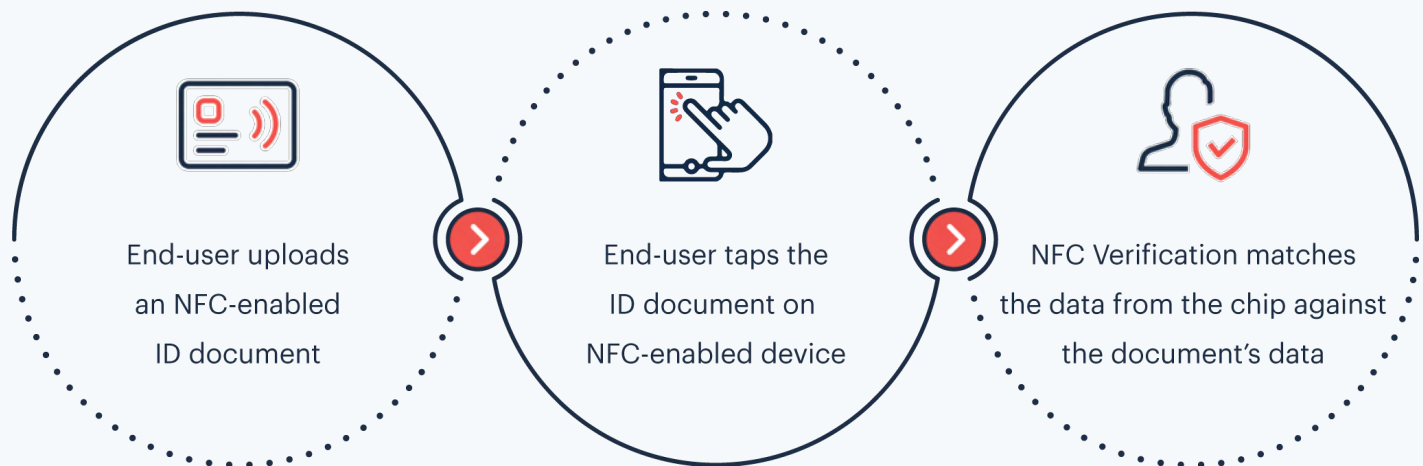 End-user uploads
an NFC-enabled
ID document
End-user taps the
ID document on
NFC-enabled device
NFC Verification matches
the data from the chip against
the document’s data